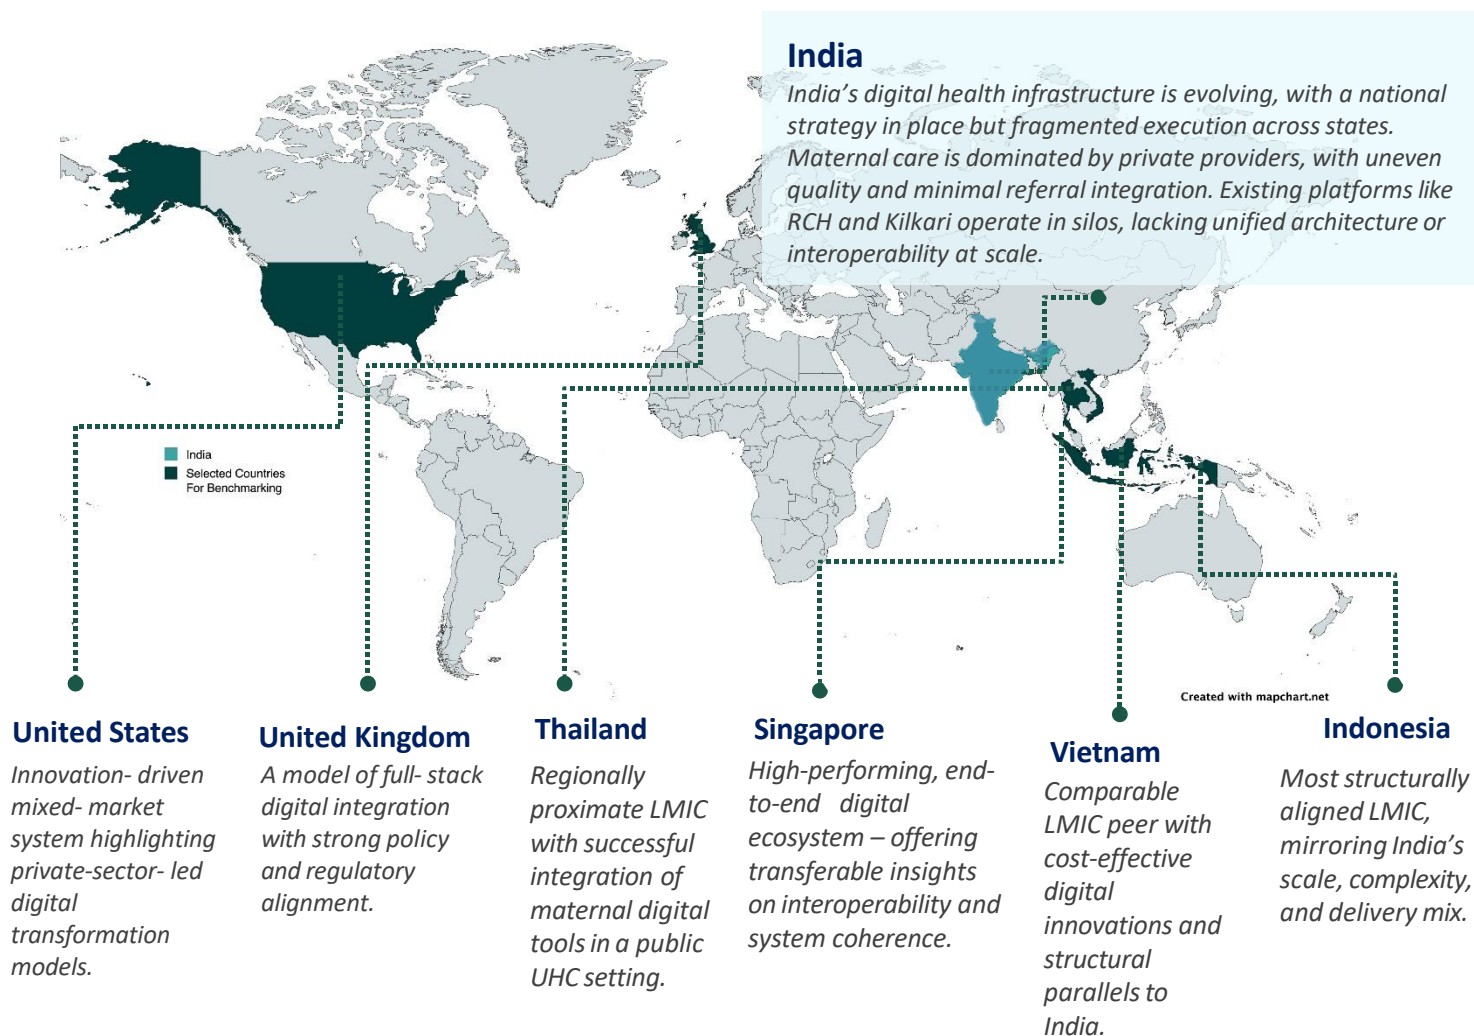 India
India’s digital health infrastructure is evolving, with a national
strategy in place but fragmented execution across states.
Maternal care is dominated by private providers, with uneven
quality and minimal referral integration. Existing platforms like
RCH and Kilkari operate in silos, lacking unified architecture or
interoperability at scale.
India
Selected Countries
For Benchmarking
Created with mapchart.net
United States
Innovation- driven
mixed- market
system highlighting
private-sector- led
digital
transformation
models.
United Kingdom
A model of full- stack
digital integration
with strong policy
and regulatory
alignment.
Thailand
Regionally
proximate LMIC
with successful
integration of
maternal digital
tools in a public
UHC setting.
Singapore
High-performing, end-
to-end digital
ecosystem – offering
transferable insights
on interoperability and
system coherence.
Vietnam
Comparable
LMIC peer with
cost-effective
digital
innovations and
structural
parallels to
India.
Indonesia
Most structurally
aligned LMIC,
mirroring India’s
scale, complexity,
and delivery mix.